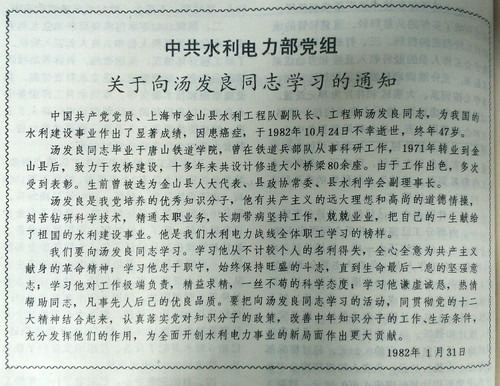 中共水利电力部党组
关于向汤发良同志学习的通知
中国共产党党员、上海市金山县水利工程队副队长、工程师汤发良同志，为我国的
水利建设事业作出了显著成绩，因患癌症，于1982年10月24日不幸逝世，终年47岁。
汤发良同志毕业于唐山铁道学院，曾在铁道兵部队从事科研工作，1971年转业到金
山县后，致力于农桥建设，十多年来共设计修造大小桥梁80余座。由于工作出色，多次
受到表彰。生前曾被选为金山县人大代表、县政协常委、县水利学会副理事长。
汤发良是我党培养的优秀知识分子，他有共产主义的远大理想和高尚的道德情操，
刻苦钻研科学技术，精通本职业务，长期带病坚持工作，兢兢业业，把自己的一生献给
了祖国的水利建设事业。他是我们水利电力战线全体职工学习的榜样。
我们要向汤发良同志学习。学习他从不计较个人的名利得失，全心全意为共产主义
献身的革命精神；学习他忠于职守，始终保持旺盛的斗志，直到生命最后一息的坚强意
志；学习他对工作极端负责，精益求精，一丝不苟的科学态度；学习他谦虚诚恳，热情
帮助同志，凡事先人后己的优良品质。要把向汤发良同志学习的活动，同贯彻党的十二
大精神结合起来，认真落实党对知识分子的政策，改善中年知识分子的工作、生活条件，
充分发挥他们的作用，为全面开创水利电力事业的新局面作出更大贡献。
1982年1月31日